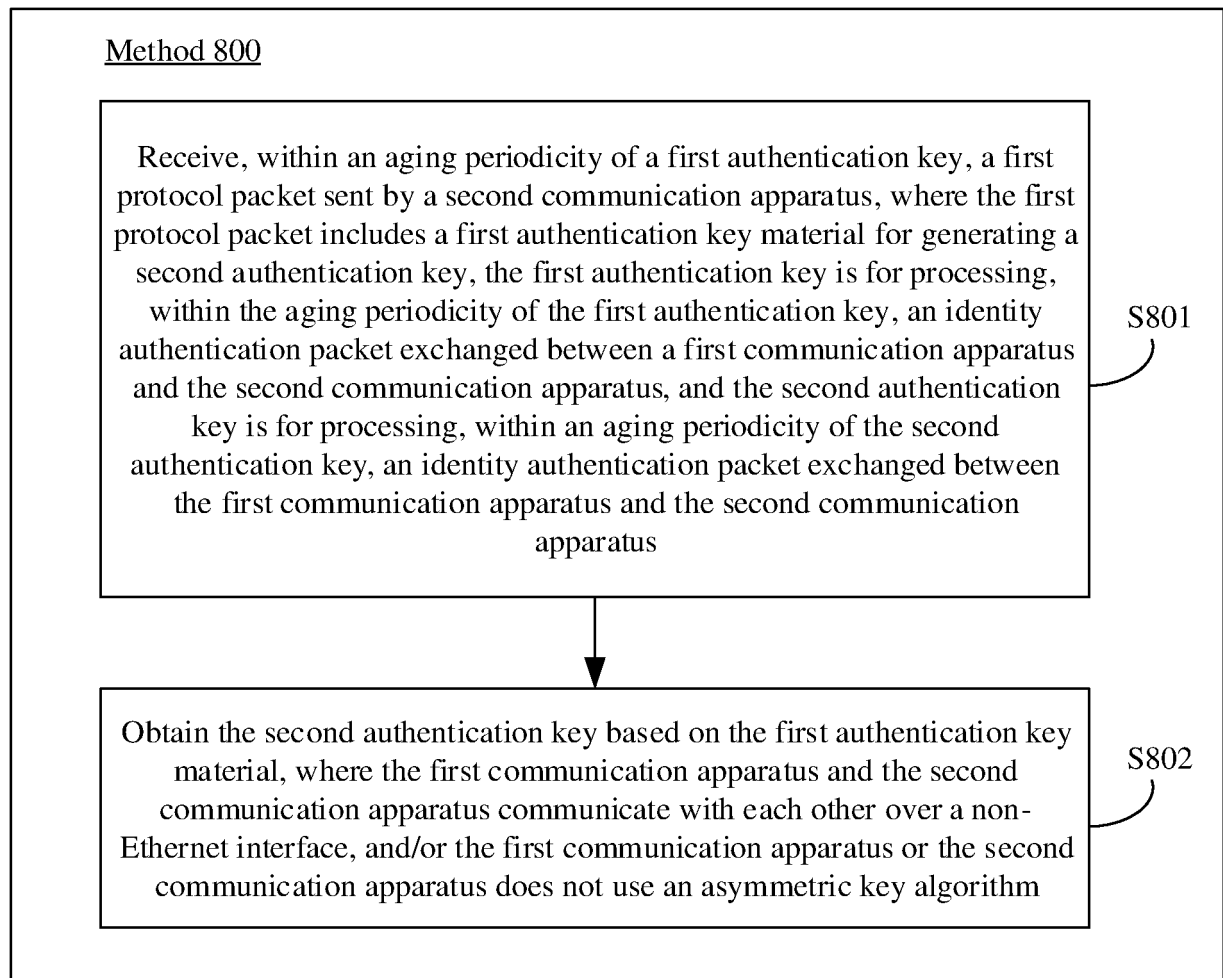 Method 800
Receive, within an aging periodicity of a first authentication key, a first
protocol packet sent by a second communication apparatus, where the first
protocol packet includes a first authentication key material for generating a
second authentication key, the first authentication key is for processing,
within the aging periodicity of the first authentication key, an identity
authentication packet exchanged between a first communication apparatus
and the second communication apparatus, and the second authentication
key is for processing, within an aging periodicity of the second
authentication key, an identity authentication packet exchanged between
the first communication apparatus and the second communication
apparatus
S801
Obtain the second authentication key based on the first authentication key
material, where the first communication apparatus and the second
communication apparatus communicate with each other over a non-
Ethernet interface, and/or the first communication apparatus or the second
communication apparatus does not use an asymmetric key algorithm
S802